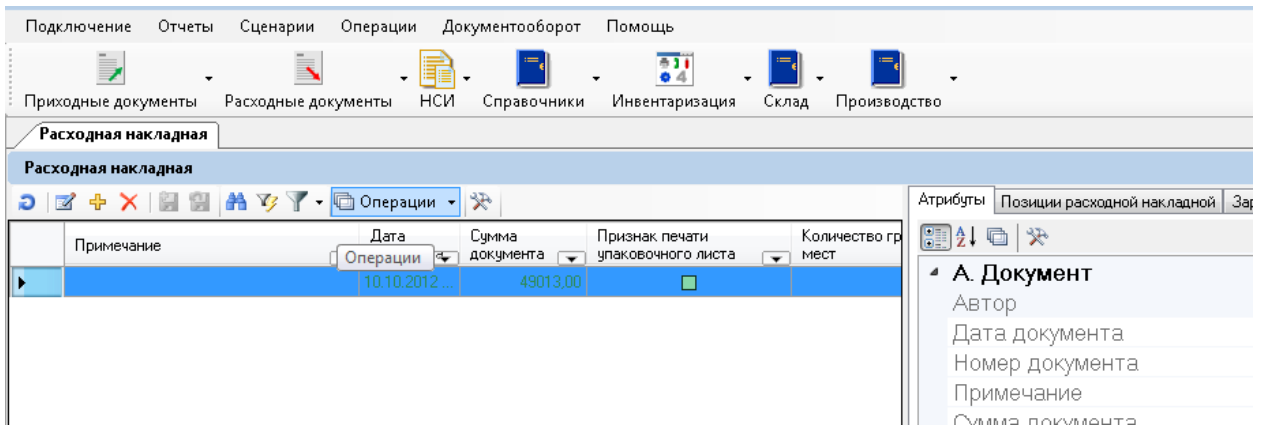 Подключение Отчеты Сценарии Операции Документооборот Помощь
Приходные документы Расходные документы НСИ Справочники Инвентаризация Склад Производство
Расходная накладная
Расходная накладная
Операции
Атрибуты Позиции расходной накладной
Примечание Дата Сумма документа Признак печати упаковочного листа Количество мест
Операции
10.10.2012 ... 49013,00
А. Документ
Автор
Дата документа
Номер документа
Примечание
Сумма документа